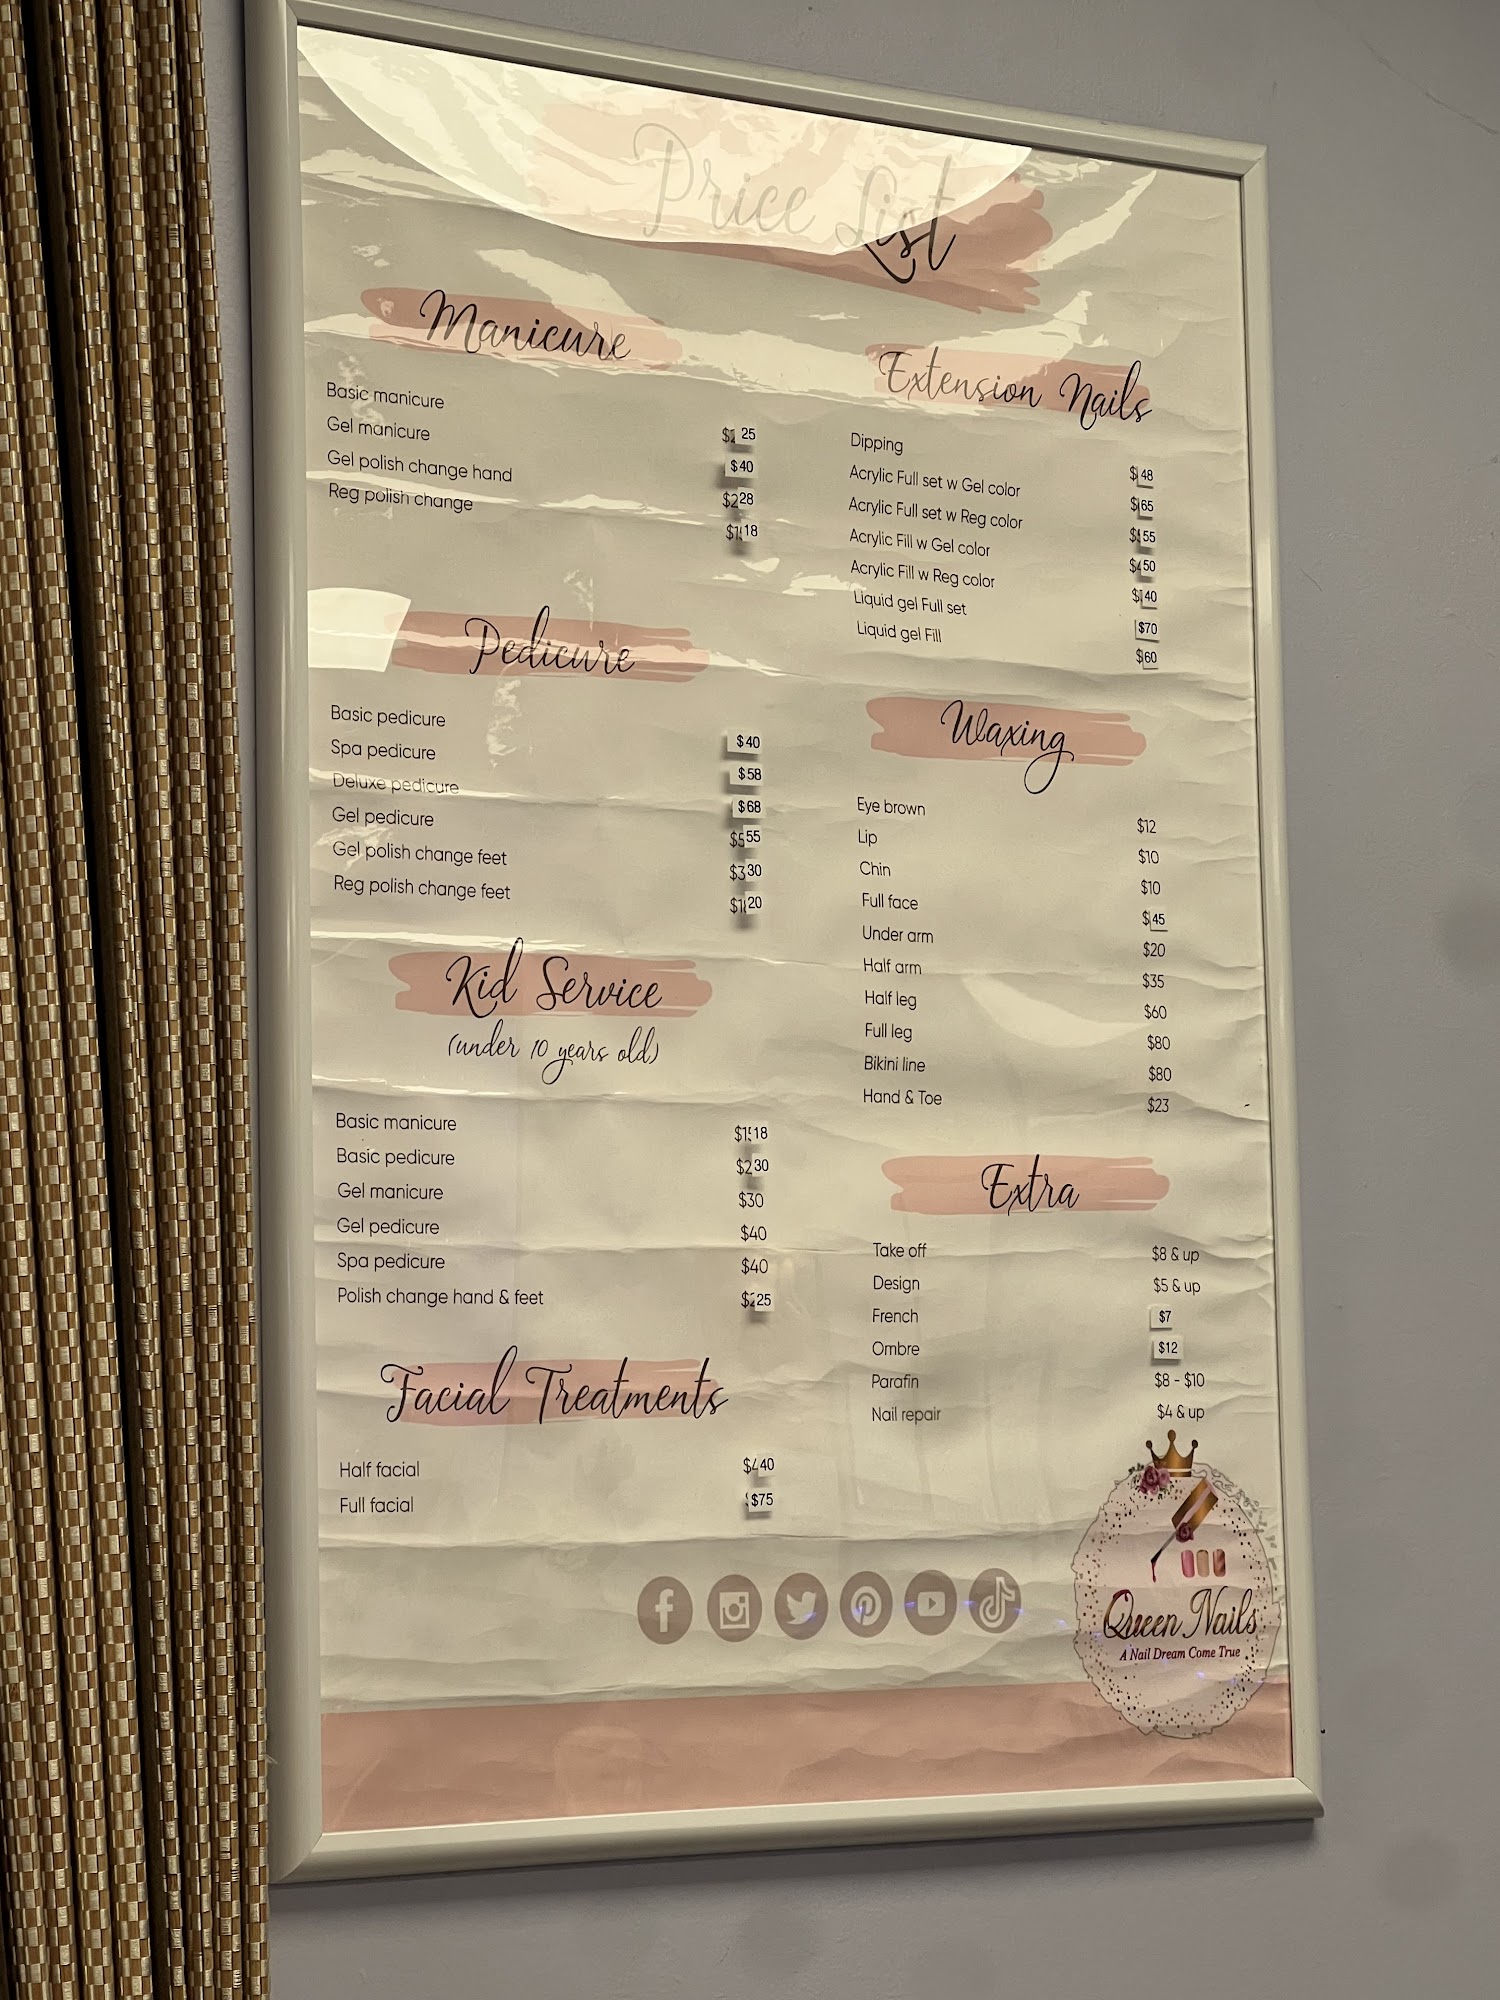 Price List
Manicure
Basic manicure $25
Gel manicure $40
Gel polish change hand $28
Reg polish change $18
Pedicure
Basic pedicure $40
Spa pedicure $58
Deluxe pedicure $68
Gel pedicure $55
Gel polish change feet $30
Reg polish change feet $20
Kid Service
(under 10 years old)
Basic manicure $18
Basic pedicure $30
Gel manicure $30
Gel pedicure $40
Spa pedicure $40
Polish change hand & feet $25
Facial Treatments
Half facial $40
Full facial $75
Extension Nails
Dipping $48
Acrylic Full set w Gel color $65
Acrylic Full set w Reg color $55
Acrylic Fill w Gel color $50
Acrylic Fill w Reg color $40
Liquid gel Full set $70
Liquid gel Fill $60
Waxing
Eye brown $12
Lip $10
Chin $10
Full face $45
Under arm $20
Half arm $35
Half leg $60
Full leg $80
Bikini line $80
Hand & Toe $23
Extra
Take off $8 & up
Design $5 & up
French $7
Ombre $12
Parafin $8 - $10
Nail repair $4 & up
Queen Nails
A Nail Dream Come True